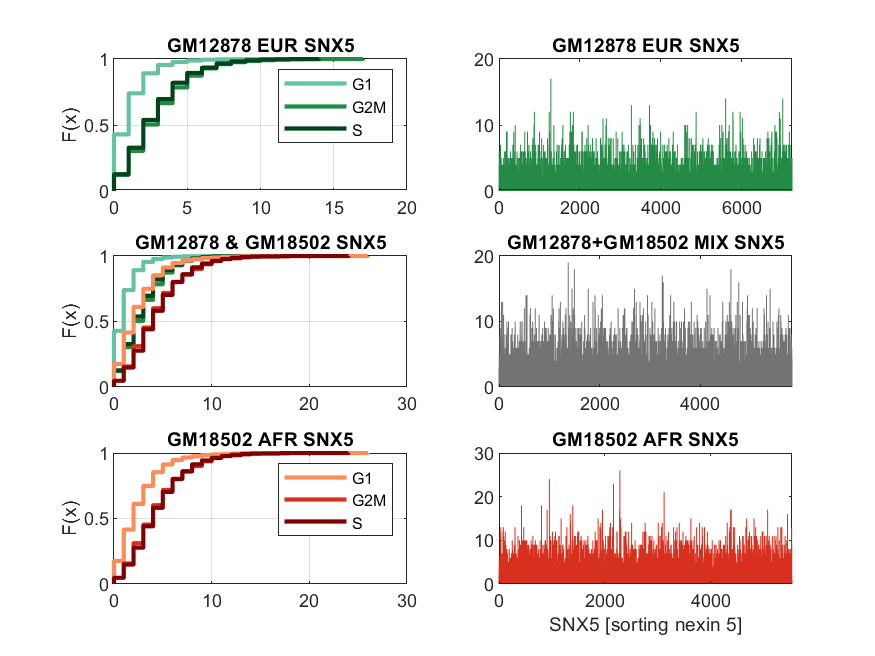 GM12878 EUR SNX5
F(x)
1
0.5
0
0 5 10 15 20
G1
G2M
S
GM12878 EUR SNX5
20
10
0
0 2000 4000 6000
GM12878 & GM18502 SNX5
F(x)
1
0.5
0
0 10 20 30
GM12878+GM18502 MIX SNX5
20
10
0
0 2000 4000
GM18502 AFR SNX5
F(x)
1
0.5
0
0 10 20 30
G1
G2M
S
GM18502 AFR SNX5
30
20
10
0
0 2000 4000
SNX5 [sorting nexin 5]